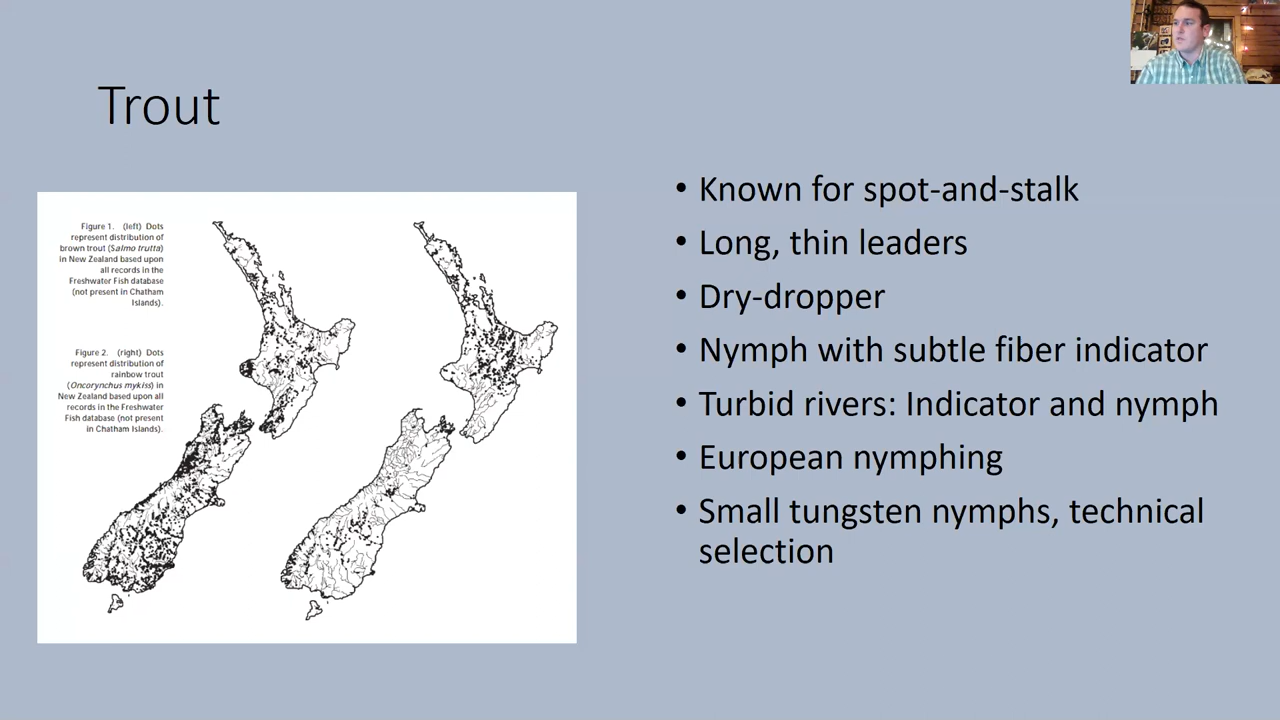 Trout
Figure 1. (left) Dots
represent distribution of
brown trout (Salmo trutta)
in New Zealand based upon
all records in the
Freshwater Fish database
(not present in Chatham
Islands).
Figure 2. (right) Dots
represent distribution of
rainbow trout
(Oncorynchus mykiss) in
New Zealand based upon all
records in the Freshwater
Fish database (not present
in Chatham Islands).
• Known for spot-and-stalk
• Long, thin leaders
• Dry-dropper
• Nymph with subtle fiber indicator
• Turbid rivers: Indicator and nymph
• European nymphing
• Small tungsten nymphs, technical
selection